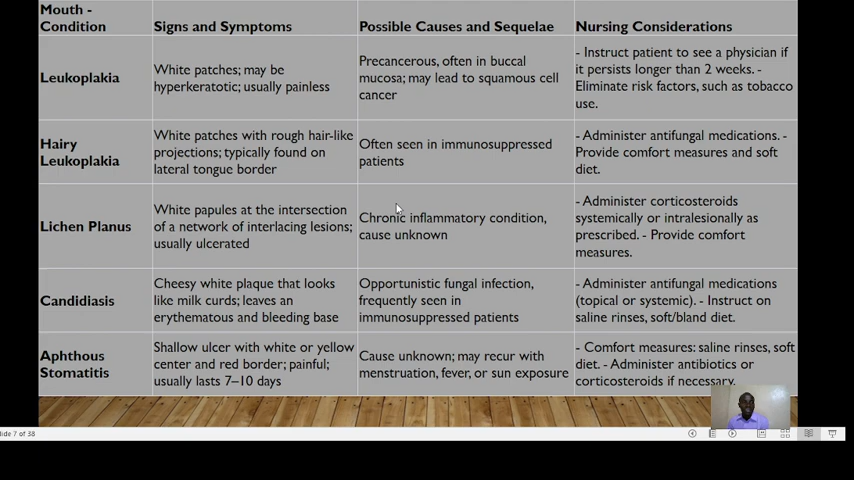 Mouth -
Condition
Signs and Symptoms
Possible Causes and Sequelae
Nursing Considerations
Leukoplakia
White patches; may be
hyperkeratotic; usually painless
Precancerous, often in buccal
mucosa; may lead to squamous cell
cancer
- Instruct patient to see a physician if
it persists longer than 2 weeks. -
Eliminate risk factors, such as tobacco
use.
Hairy
Leukoplakia
White patches with rough hair-like
projections; typically found on
lateral tongue border
Often seen in immunosuppressed
patients
- Administer antifungal medications. -
Provide comfort measures and soft
diet.
Lichen Planus
White papules at the intersection
of a network of interlacing lesions;
usually ulcerated
Chronic inflammatory condition,
cause unknown
- Administer corticosteroids
systemically or intralesionally as
prescribed. - Provide comfort
measures.
Candidiasis
Cheesy white plaque that looks
like milk curds; leaves an
erythematous and bleeding base
Opportunistic fungal infection,
frequently seen in
immunosuppressed patients
- Administer antifungal medications
(topical or systemic). - Instruct on
saline rinses, soft/bland diet.
Aphthous
Stomatitis
Shallow ulcer with white or yellow
center and red border; painful;
usually lasts 7–10 days
Cause unknown; may recur with
menstruation, fever, or sun exposure
- Comfort measures: saline rinses, soft
diet. - Administer antibiotics or
corticosteroids if necessary.
lide 7 of 38